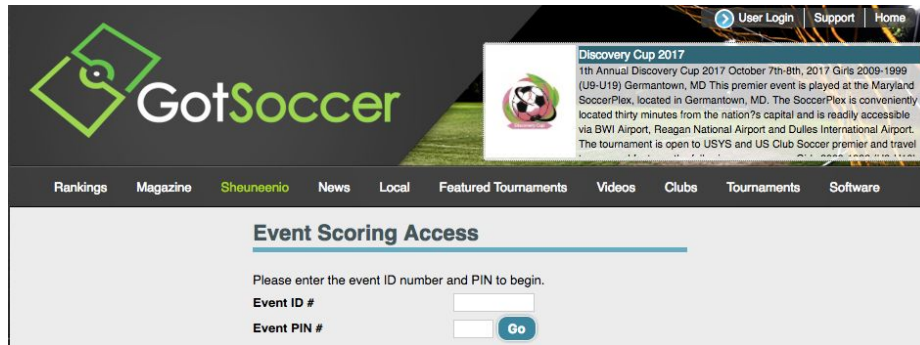 User Login Support Home
GotSoccer
Discovery Cup 2017
1th Annual Discovery Cup 2017 October 7th-8th, 2017 Girls 2009-1999
(U9-U19) Germantown, MD This premier event is played at the Maryland
SoccerPlex, located in Germantown, MD. The SoccerPlex is conveniently
located thirty minutes from the nation?s capital and is readily accessible
via BWI Airport, Reagan National Airport and Dulles International Airport.
The tournament is open to USYS and US Club Soccer premier and travel
Rankings Magazine Sheuneenio News Local Featured Tournaments Videos Clubs Tournaments Software
Event Scoring Access
Please enter the event ID number and PIN to begin.
Event ID #
Event PIN #
Go